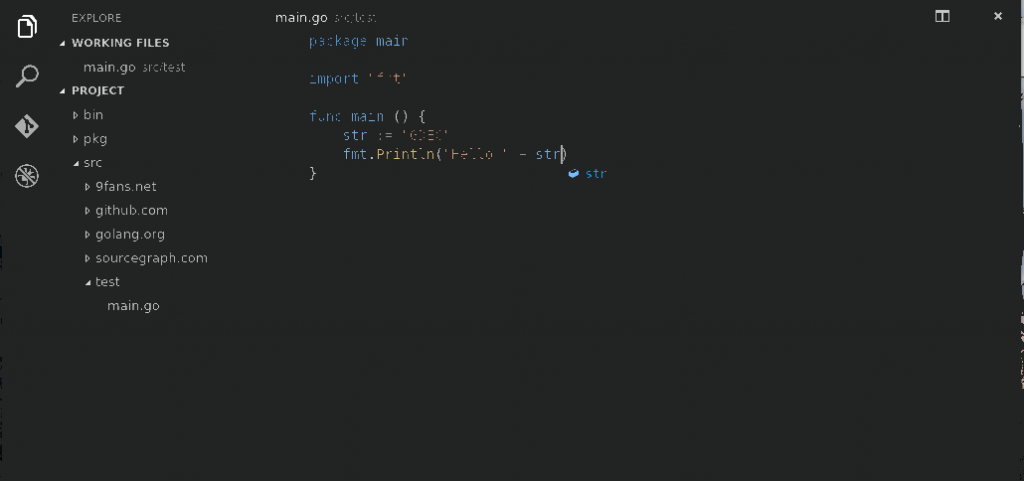 EXPLORE
WORKING FILES
main.go src/test
PROJECT
bin
pkg
src
9fans.net
github.com
golang.org
sourcegraph.com
test
main.go
main.go src/test
package main
import "fmt"
func main () {
str :=
fmt.Println("Hello " + str)
str
}